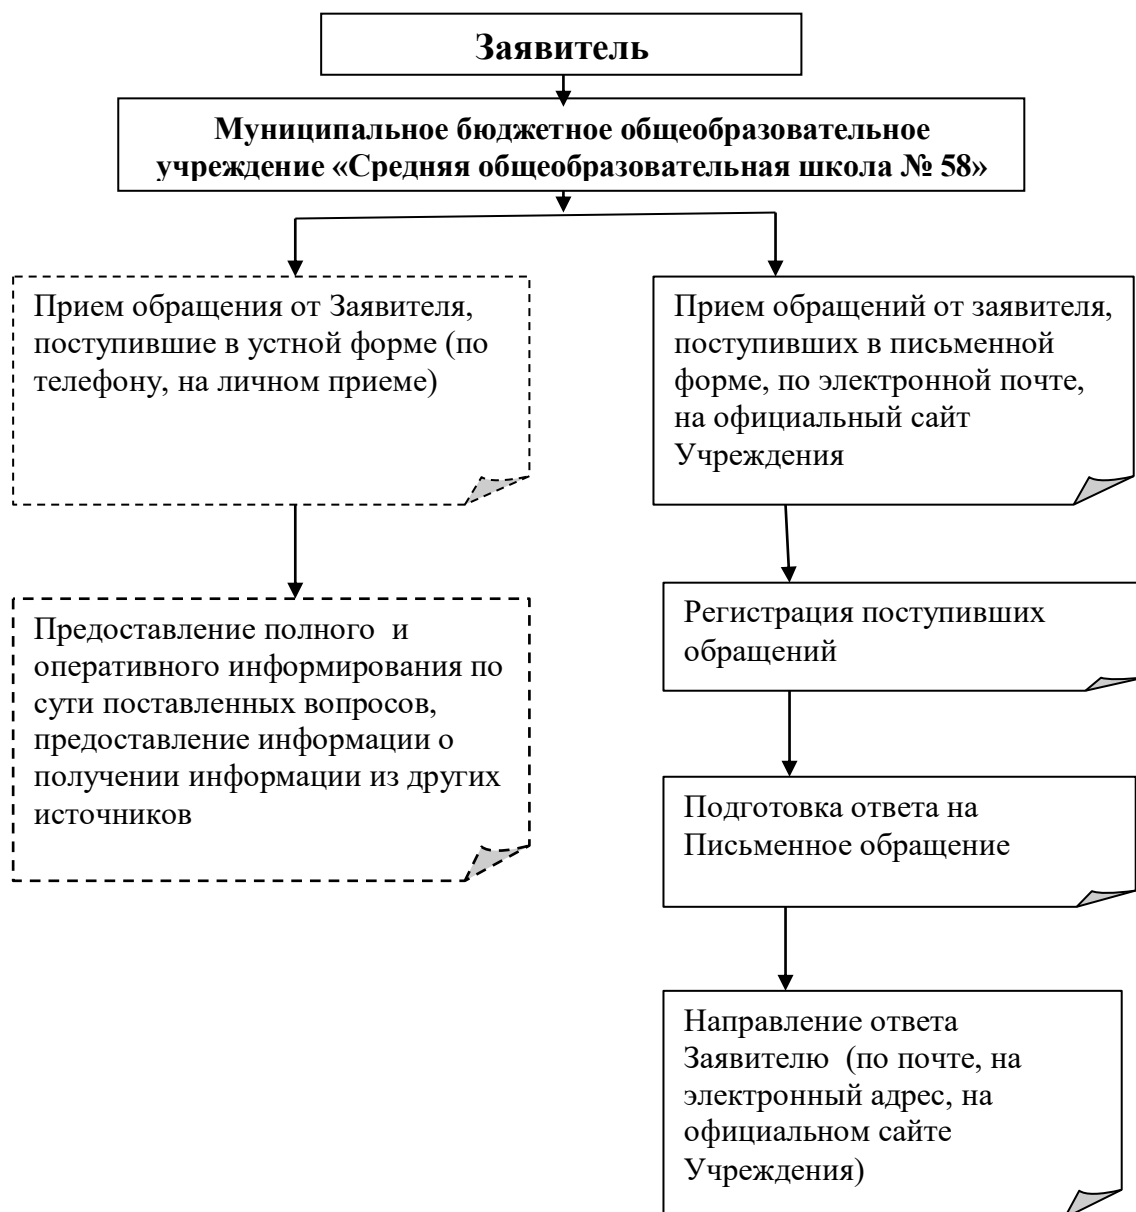 Заявитель
Муниципальное бюджетное общеобразовательное
учреждение «Средняя общеобразовательная школа № 58»
Прием обращения от Заявителя,
поступившие в устной форме (по
телефону, на личном приеме)
Прием обращений от заявителя,
поступивших в письменной
форме, по электронной почте,
на официальный сайт
Учреждения
Предоставление полного  и
оперативного информирования по
сути поставленных вопросов,
предоставление информации о
получении информации из других
источников
Регистрация поступивших
обращений
Подготовка ответа на
Письменное обращение
Направление ответа
Заявителю  (по почте, на
электронный адрес, на
официальном сайте
Учреждения)